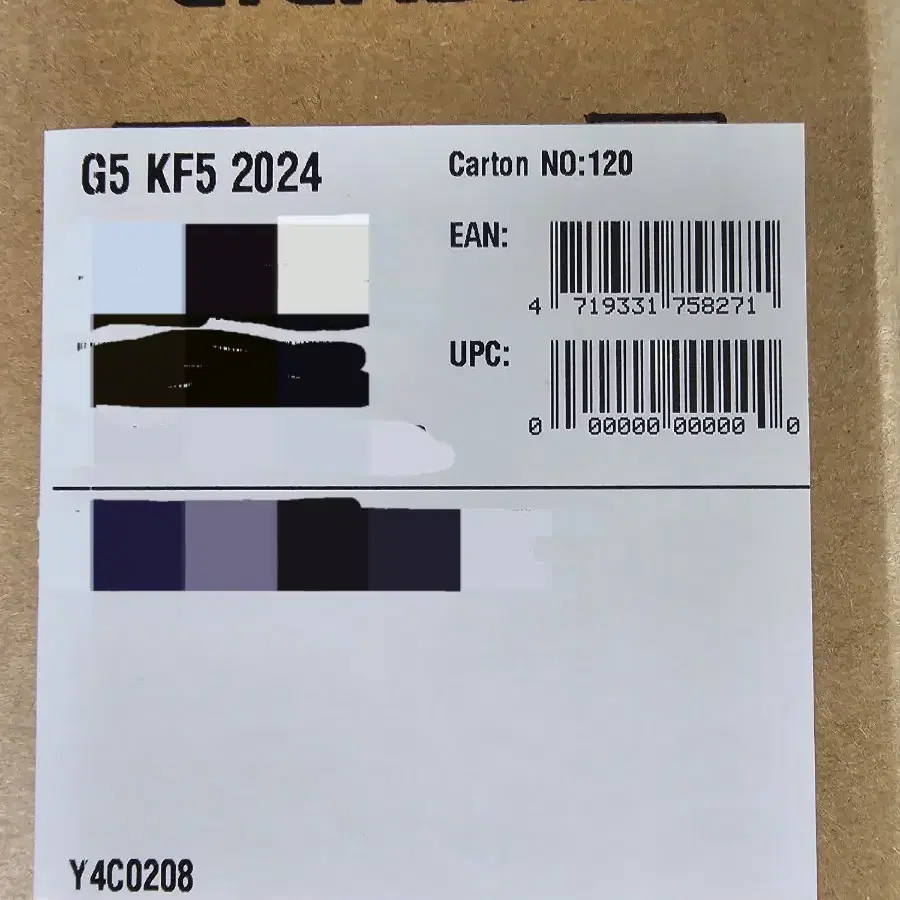 G5 KF5 2024
Carton NO:120
EAN:
4 719331 758271
UPC:
0 00000 00000 0
Y4C0208